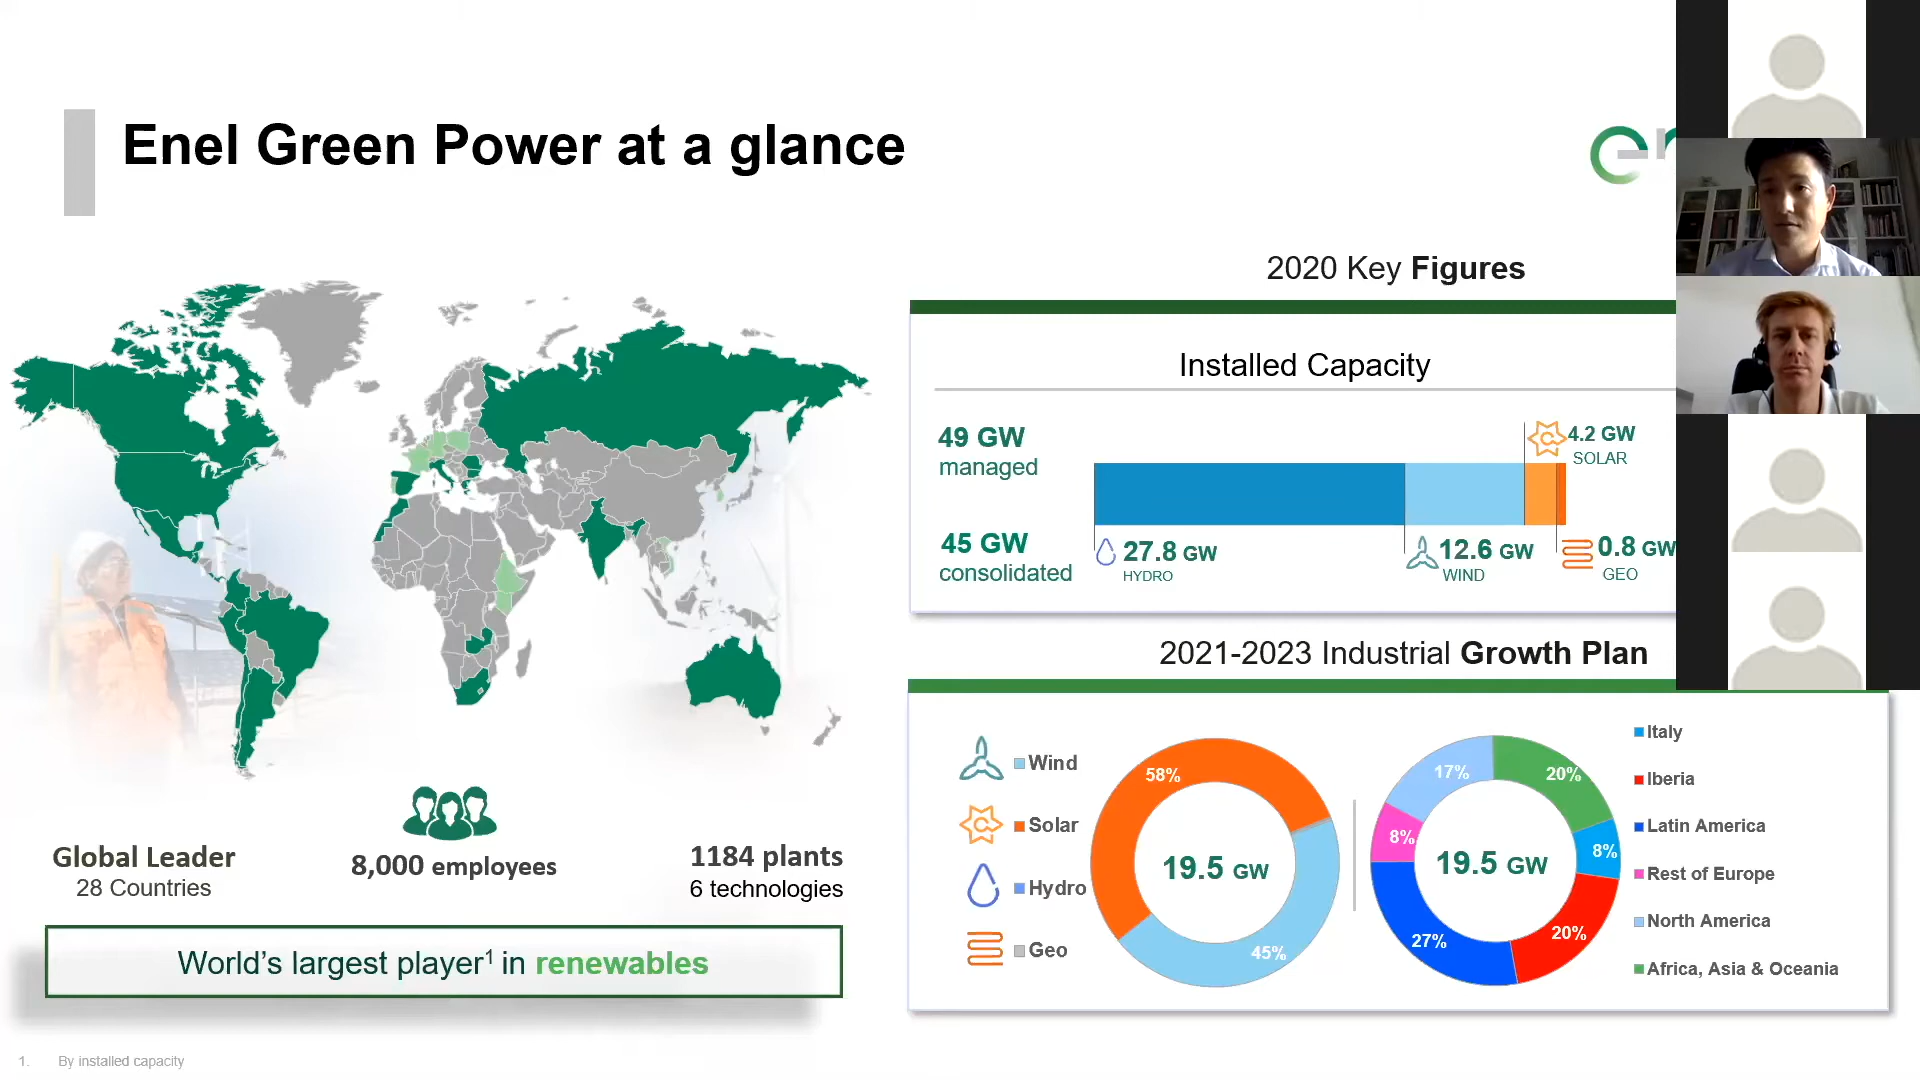 Enel Green Power at a glance
2020 Key Figures
Installed Capacity
49 GW
managed
45 GW
consolidated
27.8 GW
HYDRO
12.6 GW
WIND
4.2 GW
SOLAR
0.8 GW
GEO
2021-2023 Industrial Growth Plan
Wind
Solar
Hydro
Geo
58%
45%
19.5 GW
17%
20%
8%
8%
27%
20%
19.5 GW
Italy
Iberia
Latin America
Rest of Europe
North America
Africa, Asia & Oceania
Global Leader
28 Countries
8,000 employees
1184 plants
6 technologies
World's largest player¹ in renewables
1. By installed capacity